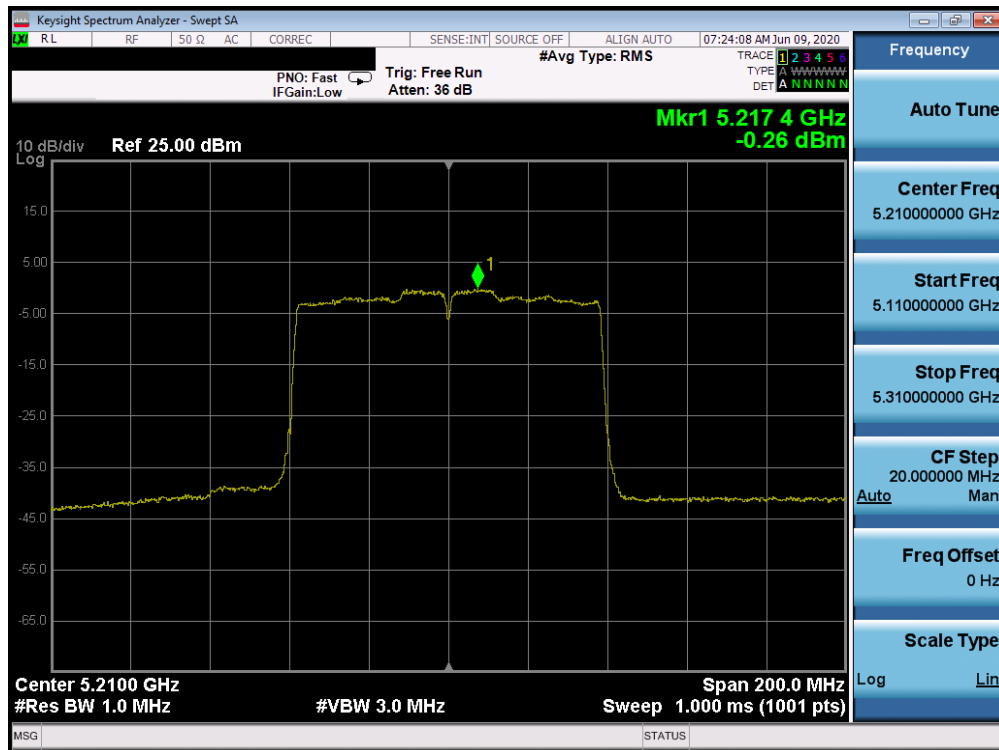 Keysight Spectrum Analyzer - Swept SA
LXI RL RF 50 Ω AC CORREC SENSE:INT SOURCE OFF ALIGN AUTO 07:24:08 AM Jun 09, 2020
#Avg Type: RMS
TRACE 1 2 3 4 5 6
TYPE A WWWWW
DET A N N N N N
PNO: Fast
IFGain:Low
Trig: Free Run
Atten: 36 dB
Mkr1 5.217 4 GHz
-0.26 dBm
10 dB/div Ref 25.00 dBm
Log
15.0
5.00
1
-5.00
-15.0
-25.0
-35.0
-45.0
-55.0
-65.0
Center 5.2100 GHz
Span 200.0 MHz
#Res BW 1.0 MHz
#VBW 3.0 MHz
Sweep 1.000 ms (1001 pts)
MSG
STATUS
Frequency
Auto Tune
Center Freq
5.210000000 GHz
Start Freq
5.110000000 GHz
Stop Freq
5.310000000 GHz
CF Step
20.000000 MHz
Auto Man
Freq Offset
0 Hz
Scale Type
Log Lin